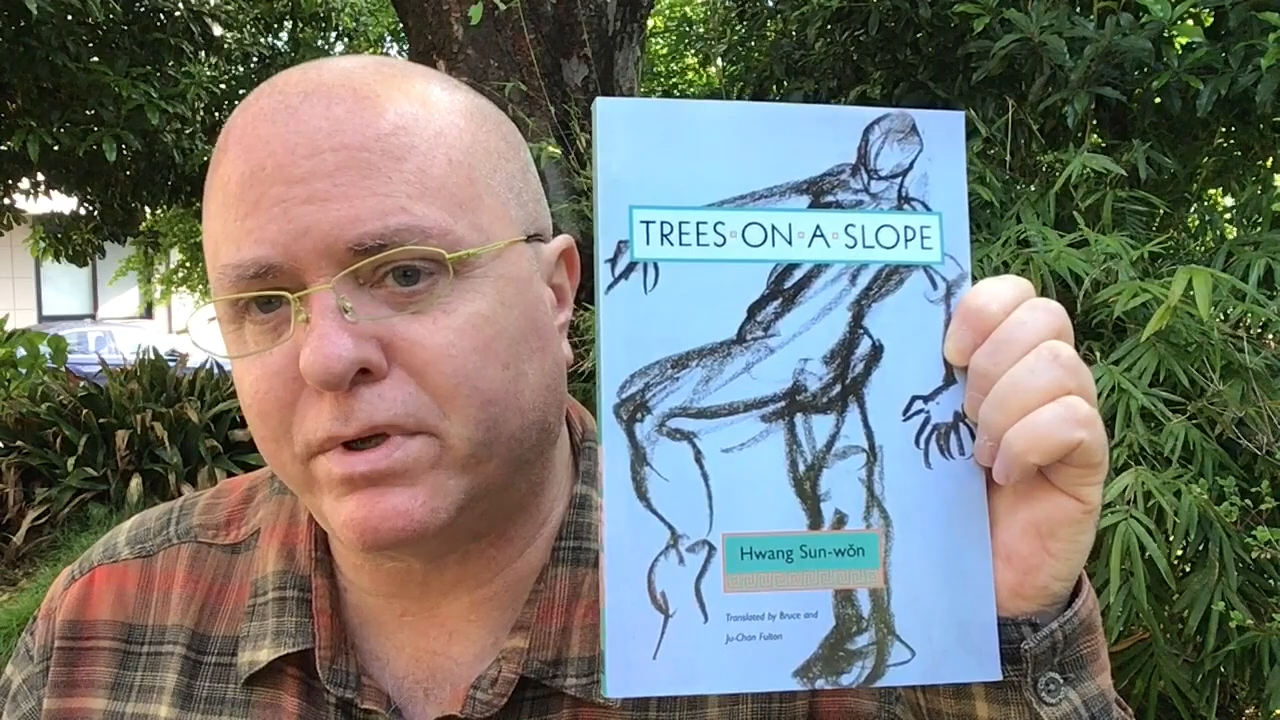 TREES·ON·A·SLOPE
Hwang Sun-wŏn
Translated by Bruce and
Ju-Chan Fulton